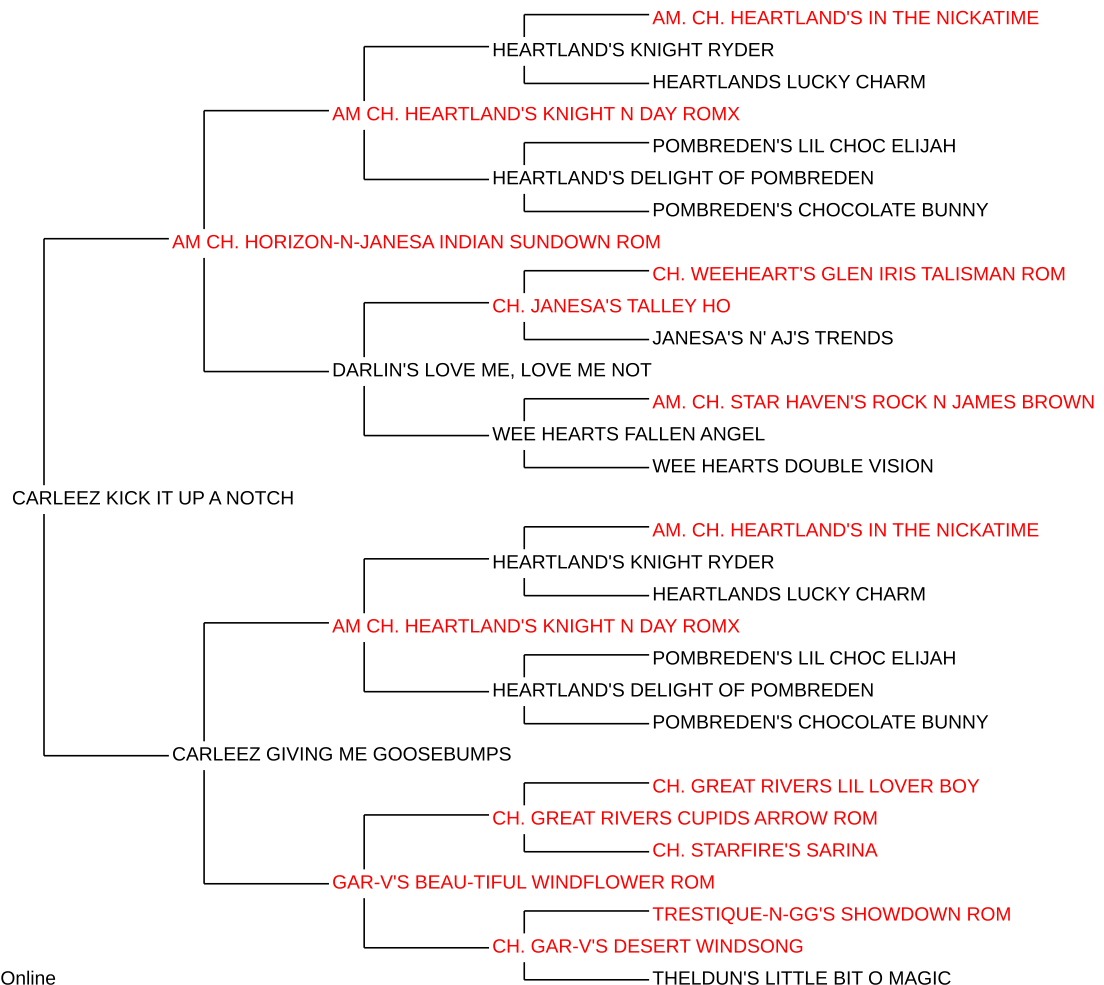 AM. CH. HEARTLAND'S IN THE NICKATIME
HEARTLAND'S KNIGHT RYDER
HEARTLANDS LUCKY CHARM
AM CH. HEARTLAND'S KNIGHT N DAY ROMX
POMBREDEN'S LIL CHOC ELIJAH
HEARTLAND'S DELIGHT OF POMBREDEN
POMBREDEN'S CHOCOLATE BUNNY
AM CH. HORIZON-N-JANESA INDIAN SUNDOWN ROM
CH. WEEHEART'S GLEN IRIS TALISMAN ROM
CH. JANESA'S TALLEY HO
JANESA'S N' AJ'S TRENDS
DARLIN'S LOVE ME, LOVE ME NOT
AM. CH. STAR HAVEN'S ROCK N JAMES BROWN
WEE HEARTS FALLEN ANGEL
WEE HEARTS DOUBLE VISION
CARLEEZ KICK IT UP A NOTCH
AM. CH. HEARTLAND'S IN THE NICKATIME
HEARTLAND'S KNIGHT RYDER
HEARTLANDS LUCKY CHARM
AM CH. HEARTLAND'S KNIGHT N DAY ROMX
POMBREDEN'S LIL CHOC ELIJAH
HEARTLAND'S DELIGHT OF POMBREDEN
POMBREDEN'S CHOCOLATE BUNNY
CARLEEZ GIVING ME GOOSEBUMPS
CH. GREAT RIVERS LIL LOVER BOY
CH. GREAT RIVERS CUPIDS ARROW ROM
CH. STARFIRE'S SARINA
GAR-V'S BEAU-TIFUL WINDFLOWER ROM
TRESTIQUE-N-GG'S SHOWDOWN ROM
CH. GAR-V'S DESERT WINDSONG
THELDUN'S LITTLE BIT O MAGIC
Online